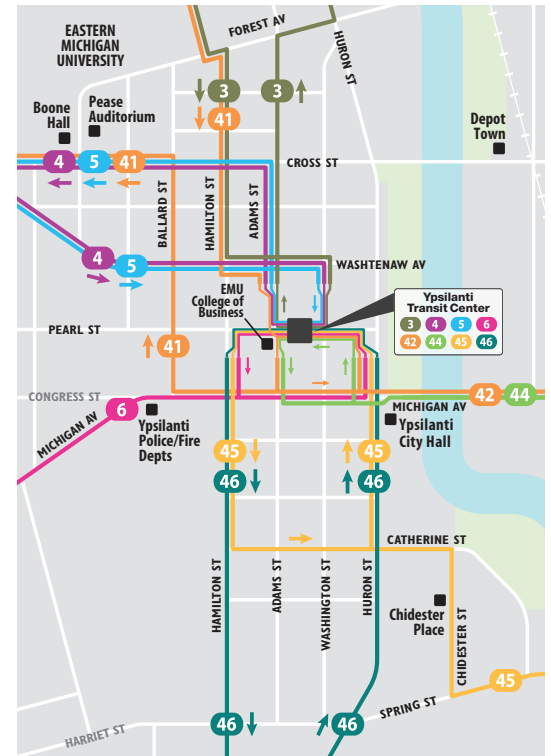 EASTERN
MICHIGAN
UNIVERSITY
FOREST AV
HURON ST
3
3
41
Boone
Hall
Pease
Auditorium
Depot
Town
4
5
41
CROSS ST
BALLARD ST
HAMILTON ST
ADAMS ST
4
5
WASHTENAW AV
EMU
College of
Business
Ypsilanti
Transit Center
3 4 5 6
42 44 45 46
PEARL ST
41
CONGRESS ST
MICHIGAN AV
6
Ypsilanti
Police/Fire
Depts
42
44
MICHIGAN AV
Ypsilanti
City Hall
45
45
46
46
CATHERINE ST
HAMILTON ST
ADAMS ST
WASHINGTON ST
HURON ST
Chidester
Place
CHIDESTER ST
45
SPRING ST
46
46
HARRIET ST